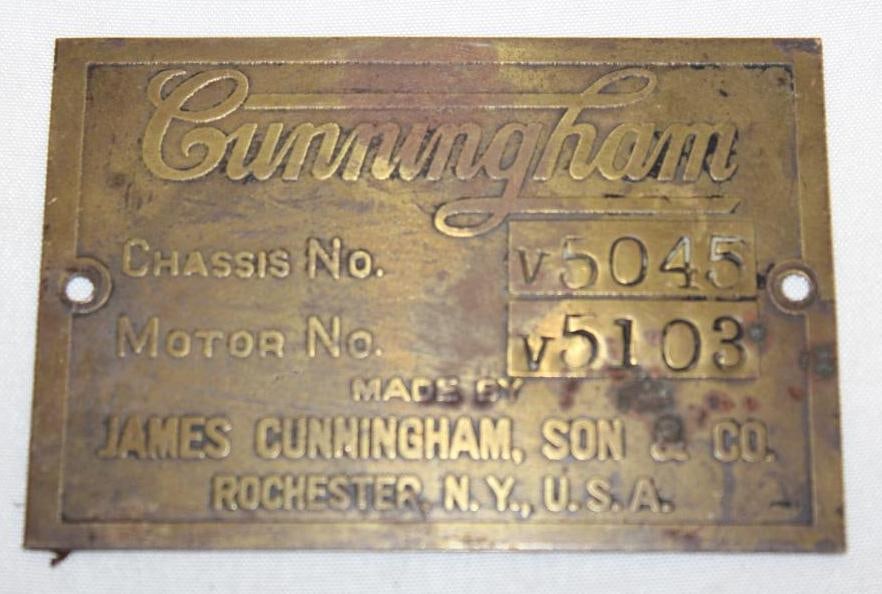 Cunningham
CHASSIS NO. v5045
MOTOR NO. v5103
MADE BY
JAMES CUNNINGHAM, SON & CO.
ROCHESTER, N.Y., U.S.A.